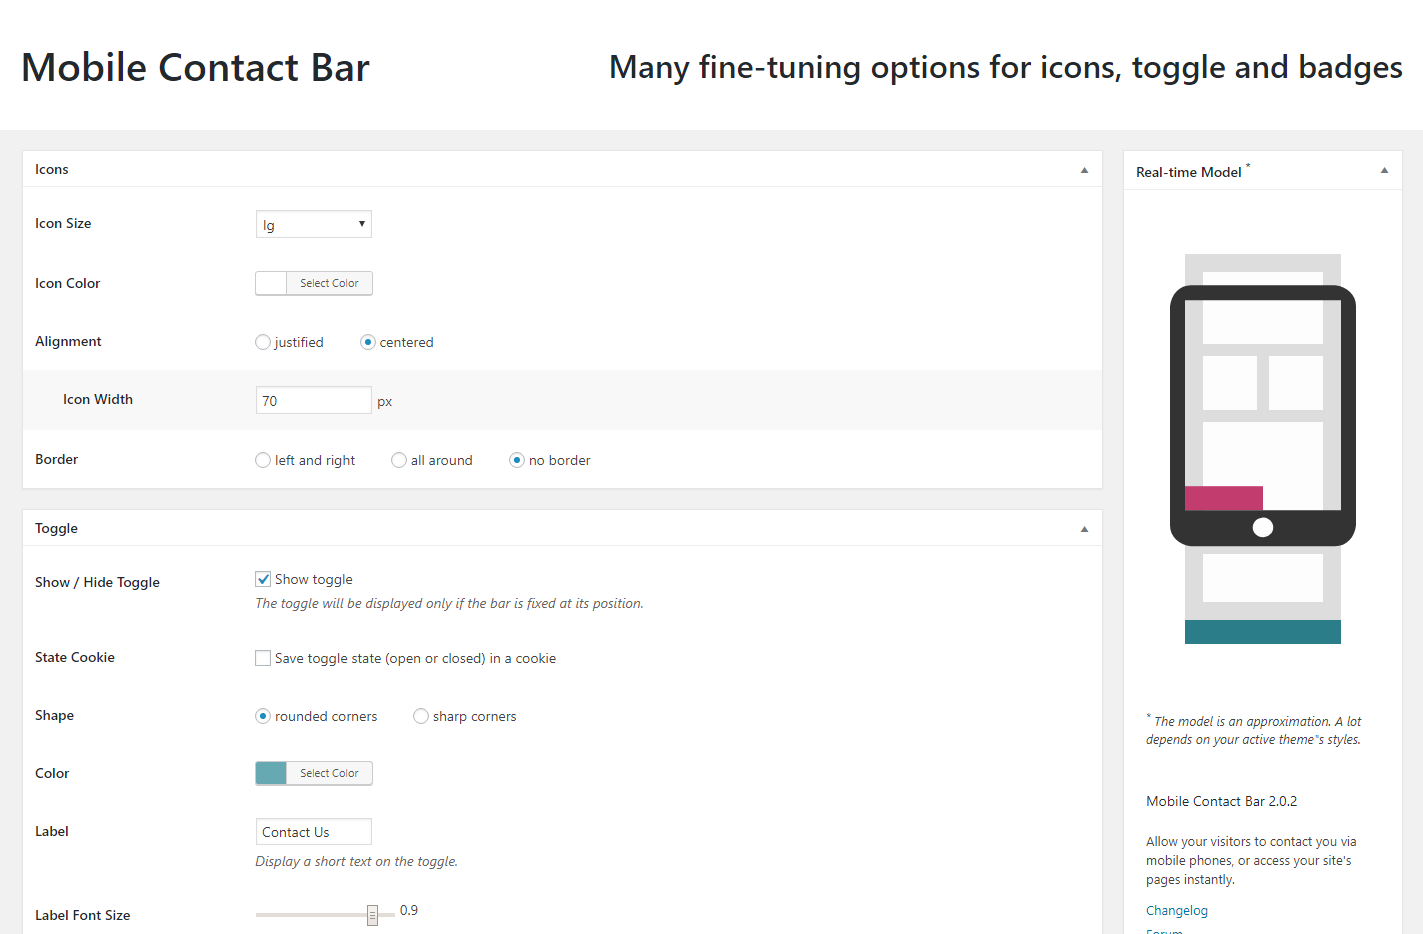 Mobile Contact Bar
Many fine-tuning options for icons, toggle and badges
Icons
Icon Size
lg
Icon Color
Select Color
Alignment
justified
centered
Icon Width
70
px
Border
left and right
all around
no border
Toggle
Show / Hide Toggle
Show toggle
The toggle will be displayed only if the bar is fixed at its position.
State Cookie
Save toggle state (open or closed) in a cookie
Shape
rounded corners
sharp corners
Color
Select Color
Label
Contact Us
Display a short text on the toggle.
Label Font Size
0.9
Real-time Model *
* The model is an approximation. A lot
depends on your active theme"s styles.
Mobile Contact Bar 2.0.2
Allow your visitors to contact you via
mobile phones, or access your site's
pages instantly.
Changelog
Forum